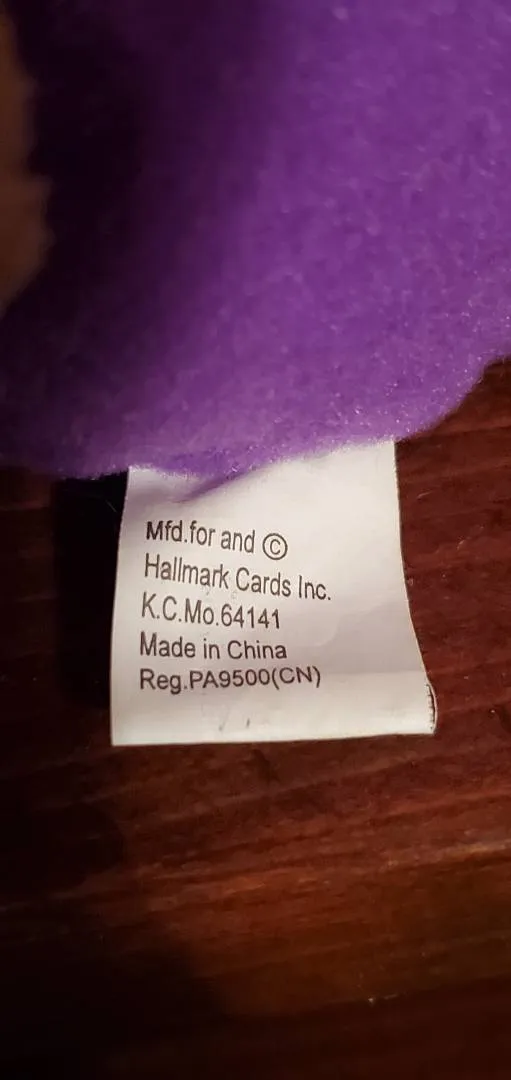 Mfd.for and ©
Hallmark Cards Inc.
K.C.Mo.64141
Made in China
Reg.PA9500(CN)